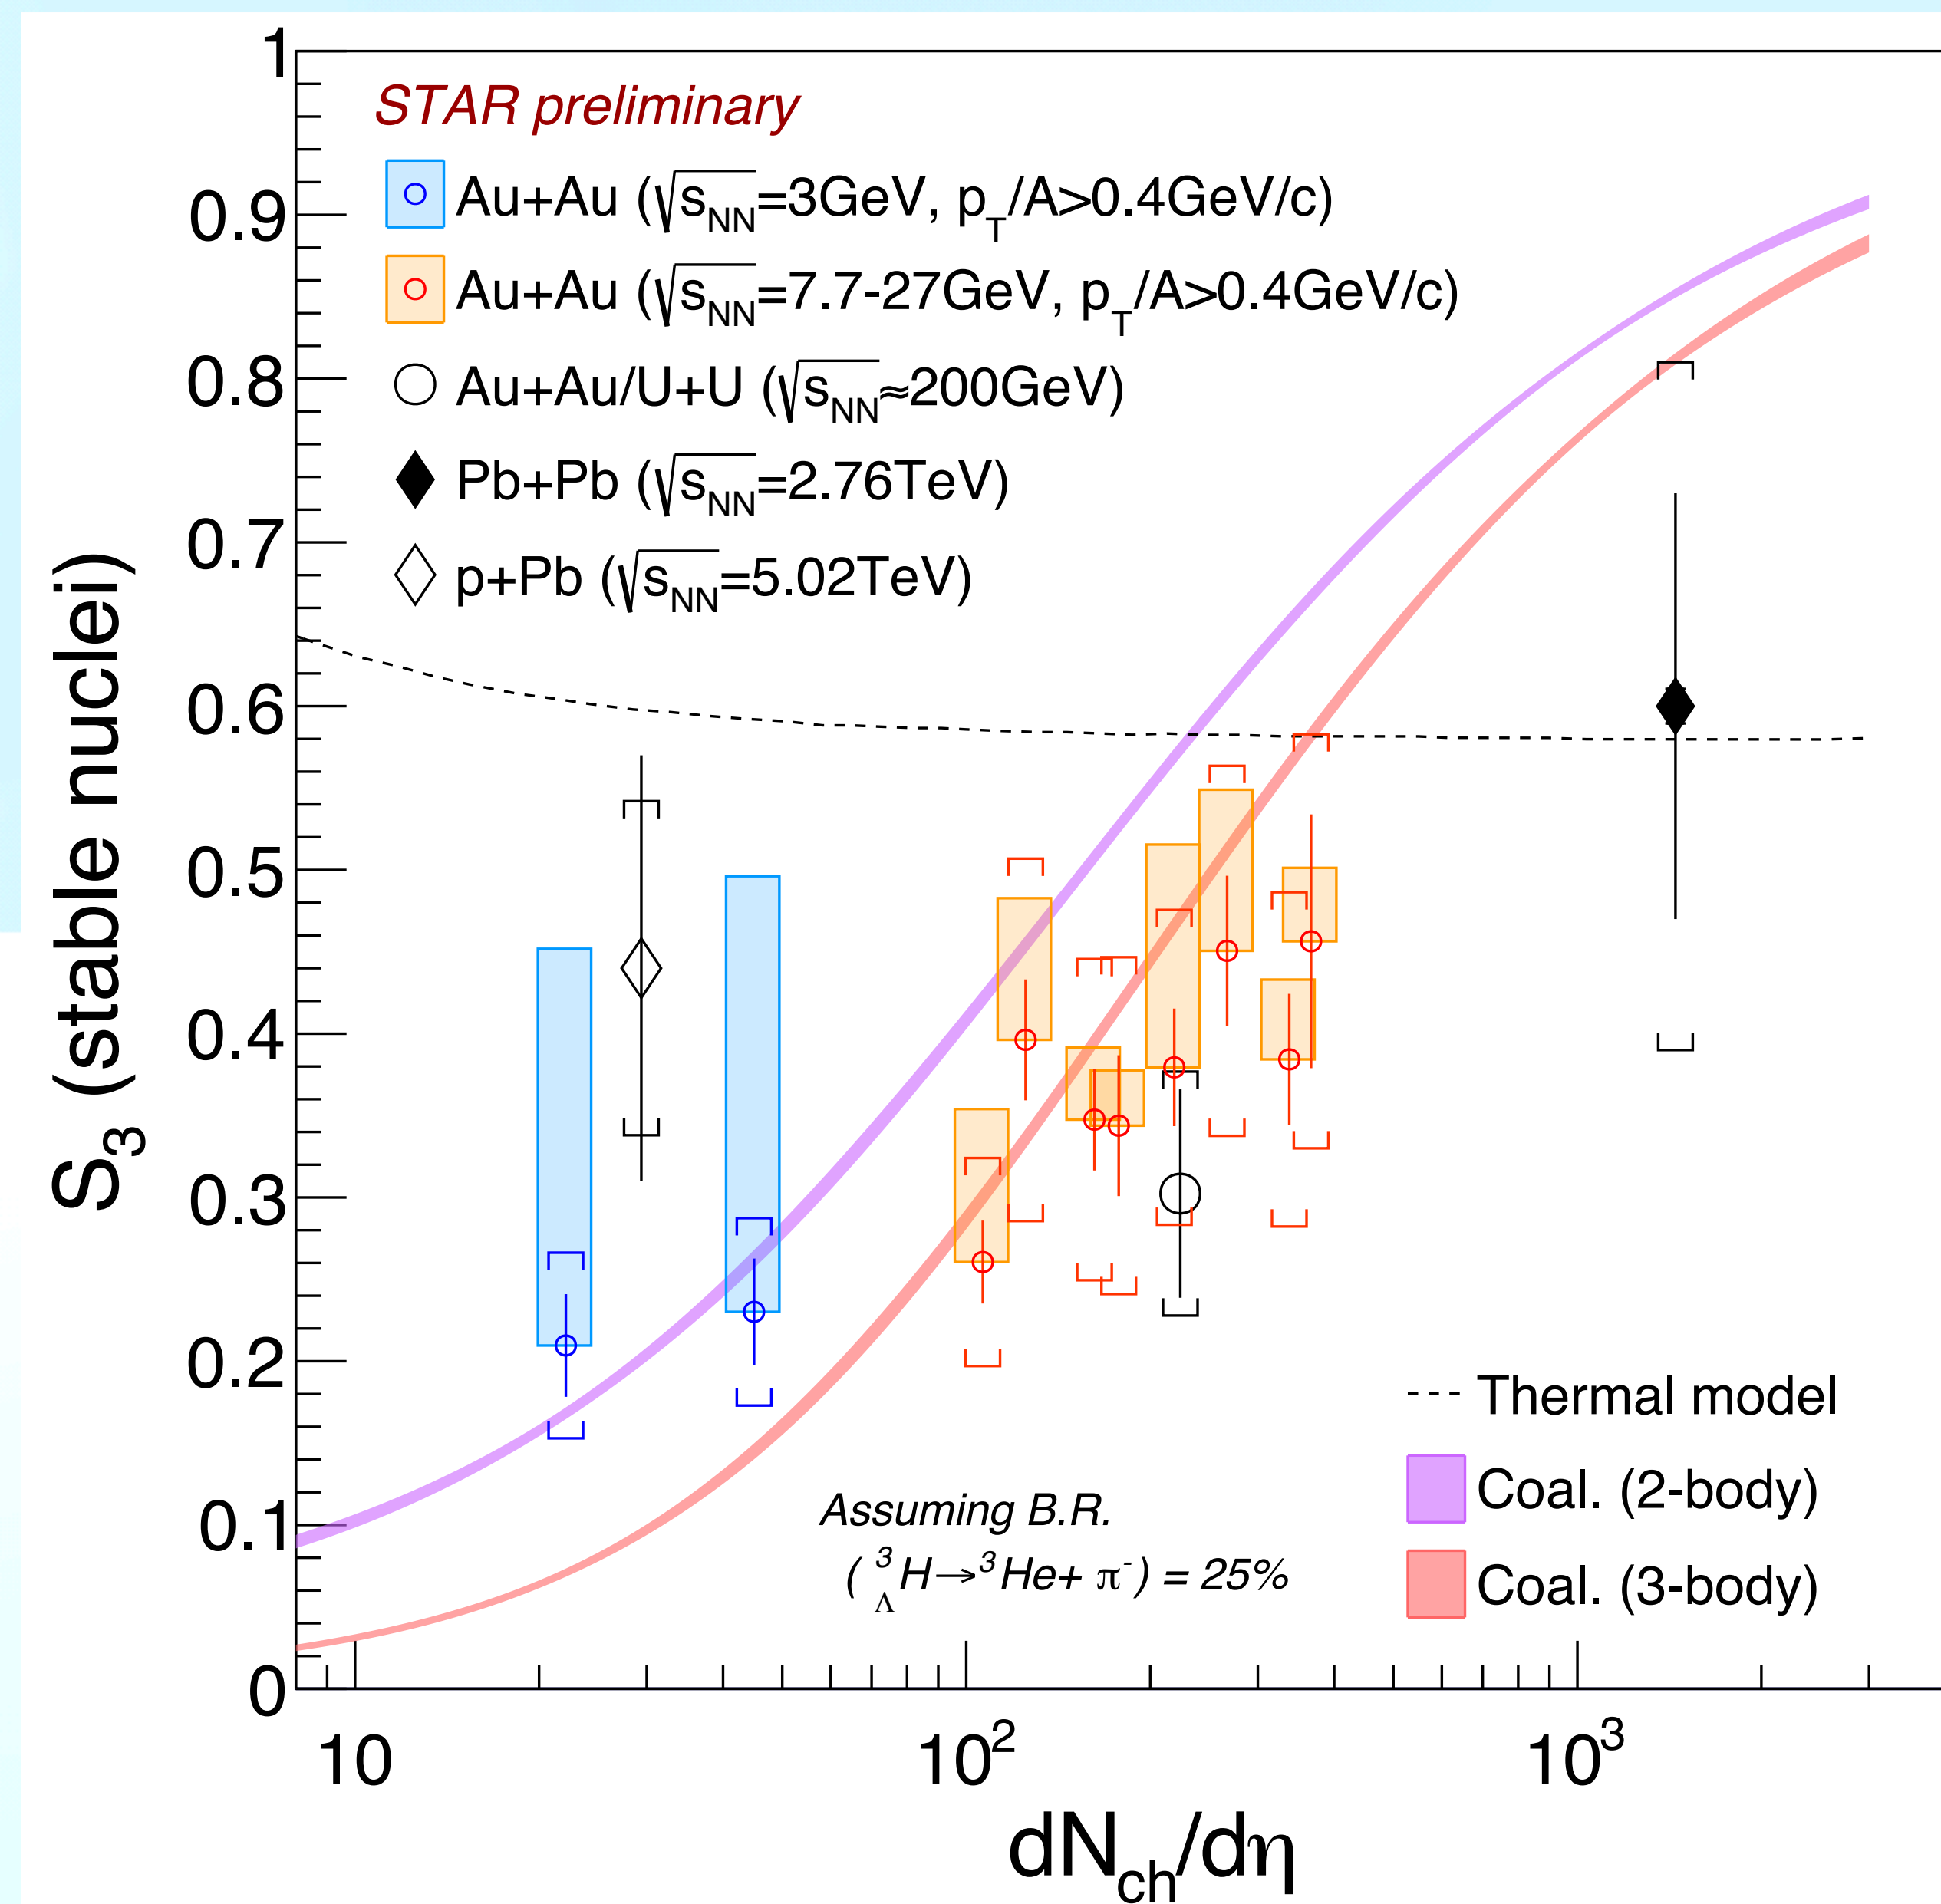 STAR preliminary
Au+Au (√sNN=3GeV, pT/A>0.4GeV/c)
Au+Au (√sNN=7.7-27GeV, pT/A>0.4GeV/c)
Au+Au/U+U (√sNN≈200GeV)
Pb+Pb (√sNN=2.76TeV)
p+Pb (√sNN=5.02TeV)
1
0.9
0.8
0.7
0.6
0.5
0.4
0.3
0.2
0.1
0
S3 (stable nuclei)
Thermal model
Coal. (2-body)
Coal. (3-body)
Assuming B.R.
(³ΛH→³He+ π⁻) = 25%
10
10²
10³
dNch/dη